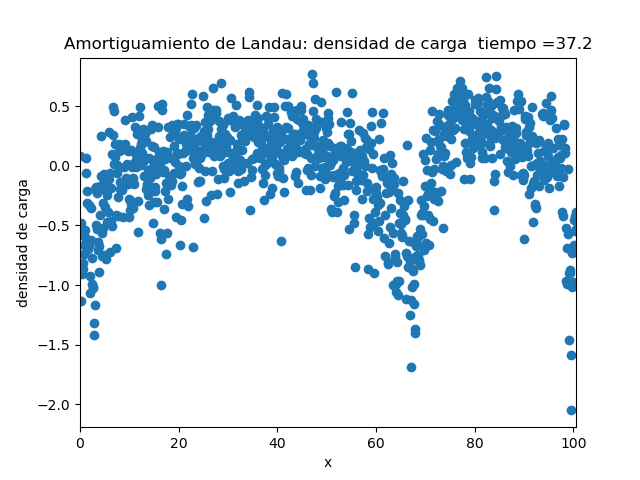 Amortiguamiento de Landau: densidad de carga  tiempo =37.2
densidad de carga
0.5
0.0
−0.5
−1.0
−1.5
−2.0
0 20 40 60 80 100
x